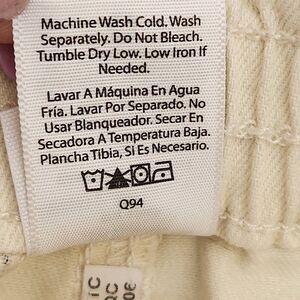 Machine Wash Cold. Wash
Separately. Do Not Bleach.
Tumble Dry Low. Low Iron If
Needed.
Lavar A Máquina En Agua
Fría. Lavar Por Separado. No
Usar Blanqueador. Secar En
Secadora A Temperatura Baja.
Plancha Tibia, Si Es Necesario.
Q94